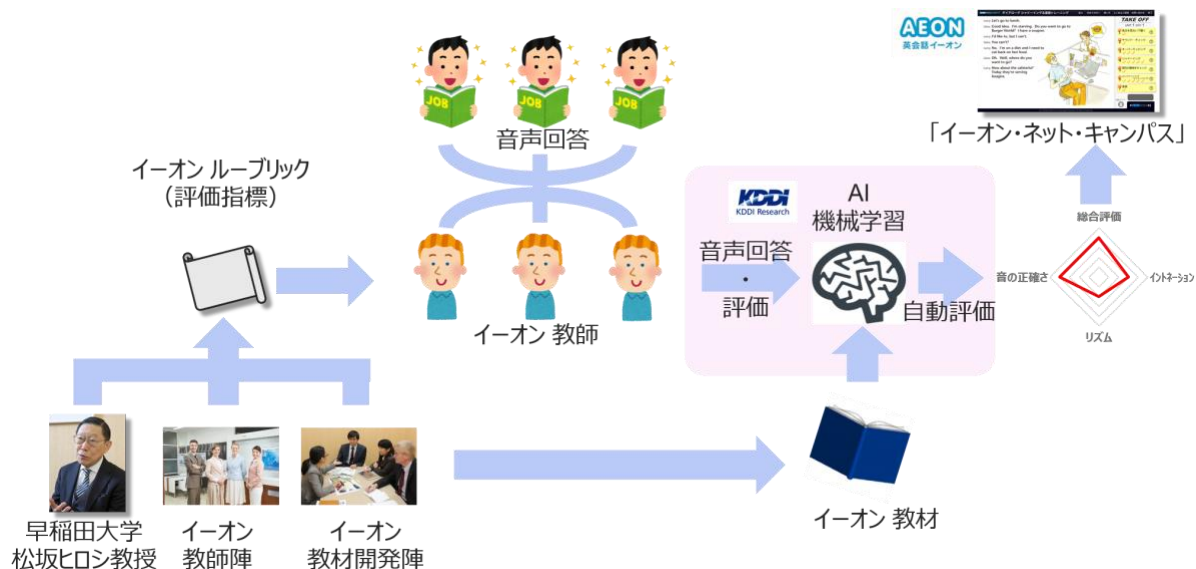 AEON
英会話イーオン
TAKE OFF
「イーオン・ネット・キャンパス」
JOB
JOB
JOB
音声回答
イーオン ルーブリック
（評価指標）
イーオン 教師
KDDI
KDDI Research
AI
機械学習
音声回答
・
評価
自動評価
総合評価
音の正確さ
イントネーション
リズム
早稲田大学
松坂ヒロシ教授
イーオン
教師陣
イーオン
教材開発陣
イーオン 教材